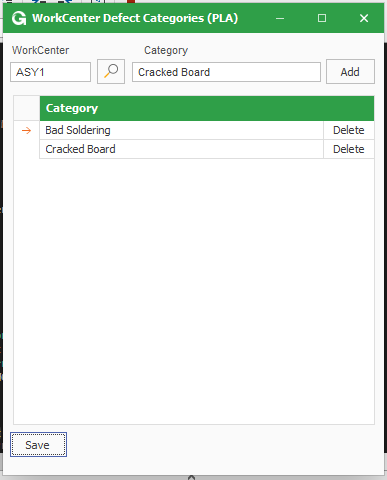 WorkCenter Defect Categories (PLA)
WorkCenter Category
ASY1 Cracked Board Add
Category
Bad Soldering Delete
Cracked Board Delete
Save